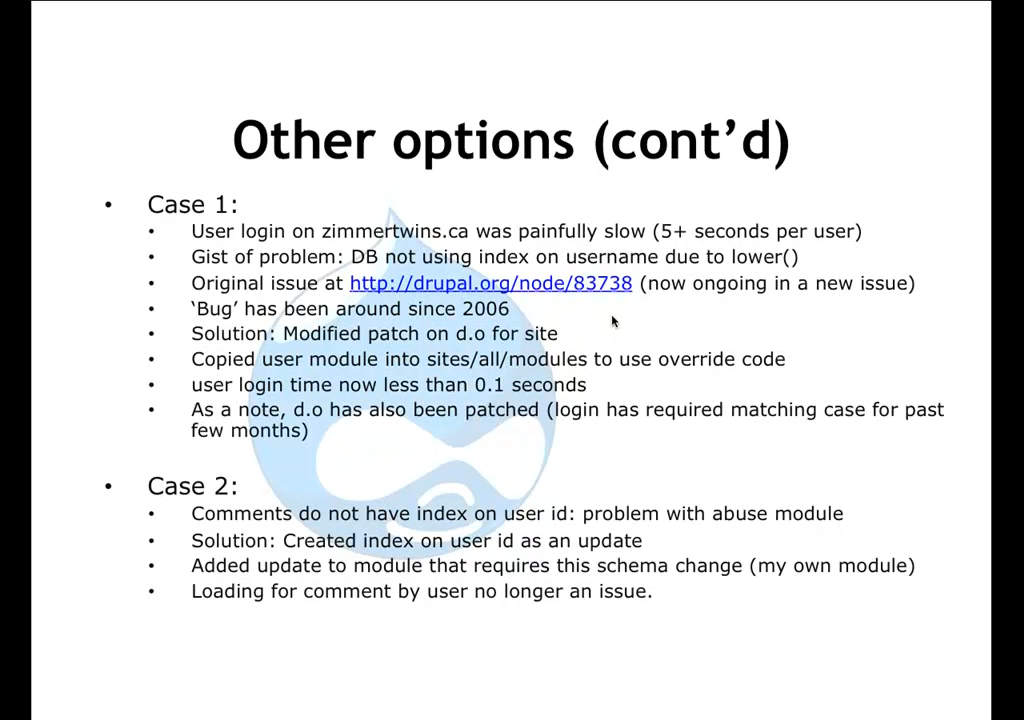 Other options (cont’d)
• Case 1:
• User login on zimmertwins.ca was painfully slow (5+ seconds per user)
• Gist of problem: DB not using index on username due to lower()
• Original issue at http://drupal.org/node/83738 (now ongoing in a new issue)
• ‘Bug’ has been around since 2006
• Solution: Modified patch on d.o for site
• Copied user module into sites/all/modules to use override code
• user login time now less than 0.1 seconds
• As a note, d.o has also been patched (login has required matching case for past
few months)
• Case 2:
• Comments do not have index on user id: problem with abuse module
• Solution: Created index on user id as an update
• Added update to module that requires this schema change (my own module)
• Loading for comment by user no longer an issue.